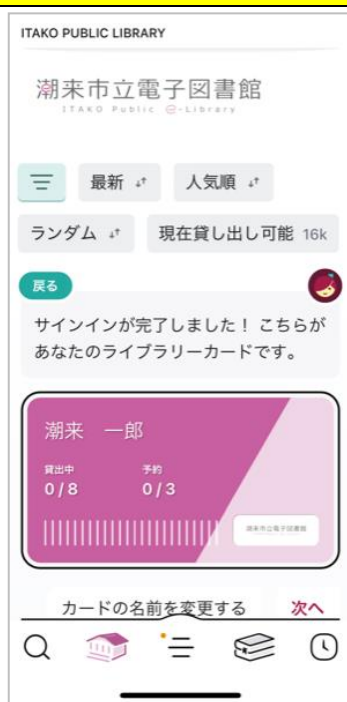 ITAKO PUBLIC LIBRARY
潮来市立電子図書館
ITAKO Public e-Library
最新
人気順
ランダム
現在貸し出し可能 16k
戻る
サインインが完了しました！ こちらが
あなたのライブラリーカードです。
潮来 一郎
貸出中 予約
0/8 0/3
潮来市立電子図書館
カードの名前を変更する 次へ